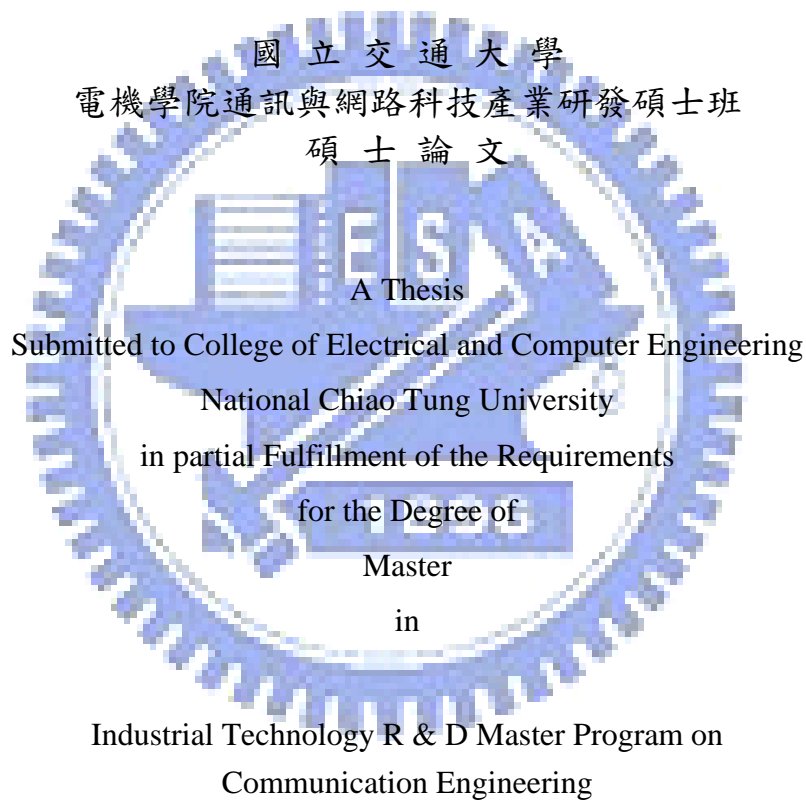 國 立 交 通 大 學
電機學院通訊與網路科技產業研發碩士班
碩 士 論 文
E S A
A Thesis
Submitted to College of Electrical and Computer Engineering
National Chiao Tung University
in partial Fulfillment of the Requirements
for the Degree of
1896
Master
in
Industrial Technology R & D Master Program on
Communication Engineering